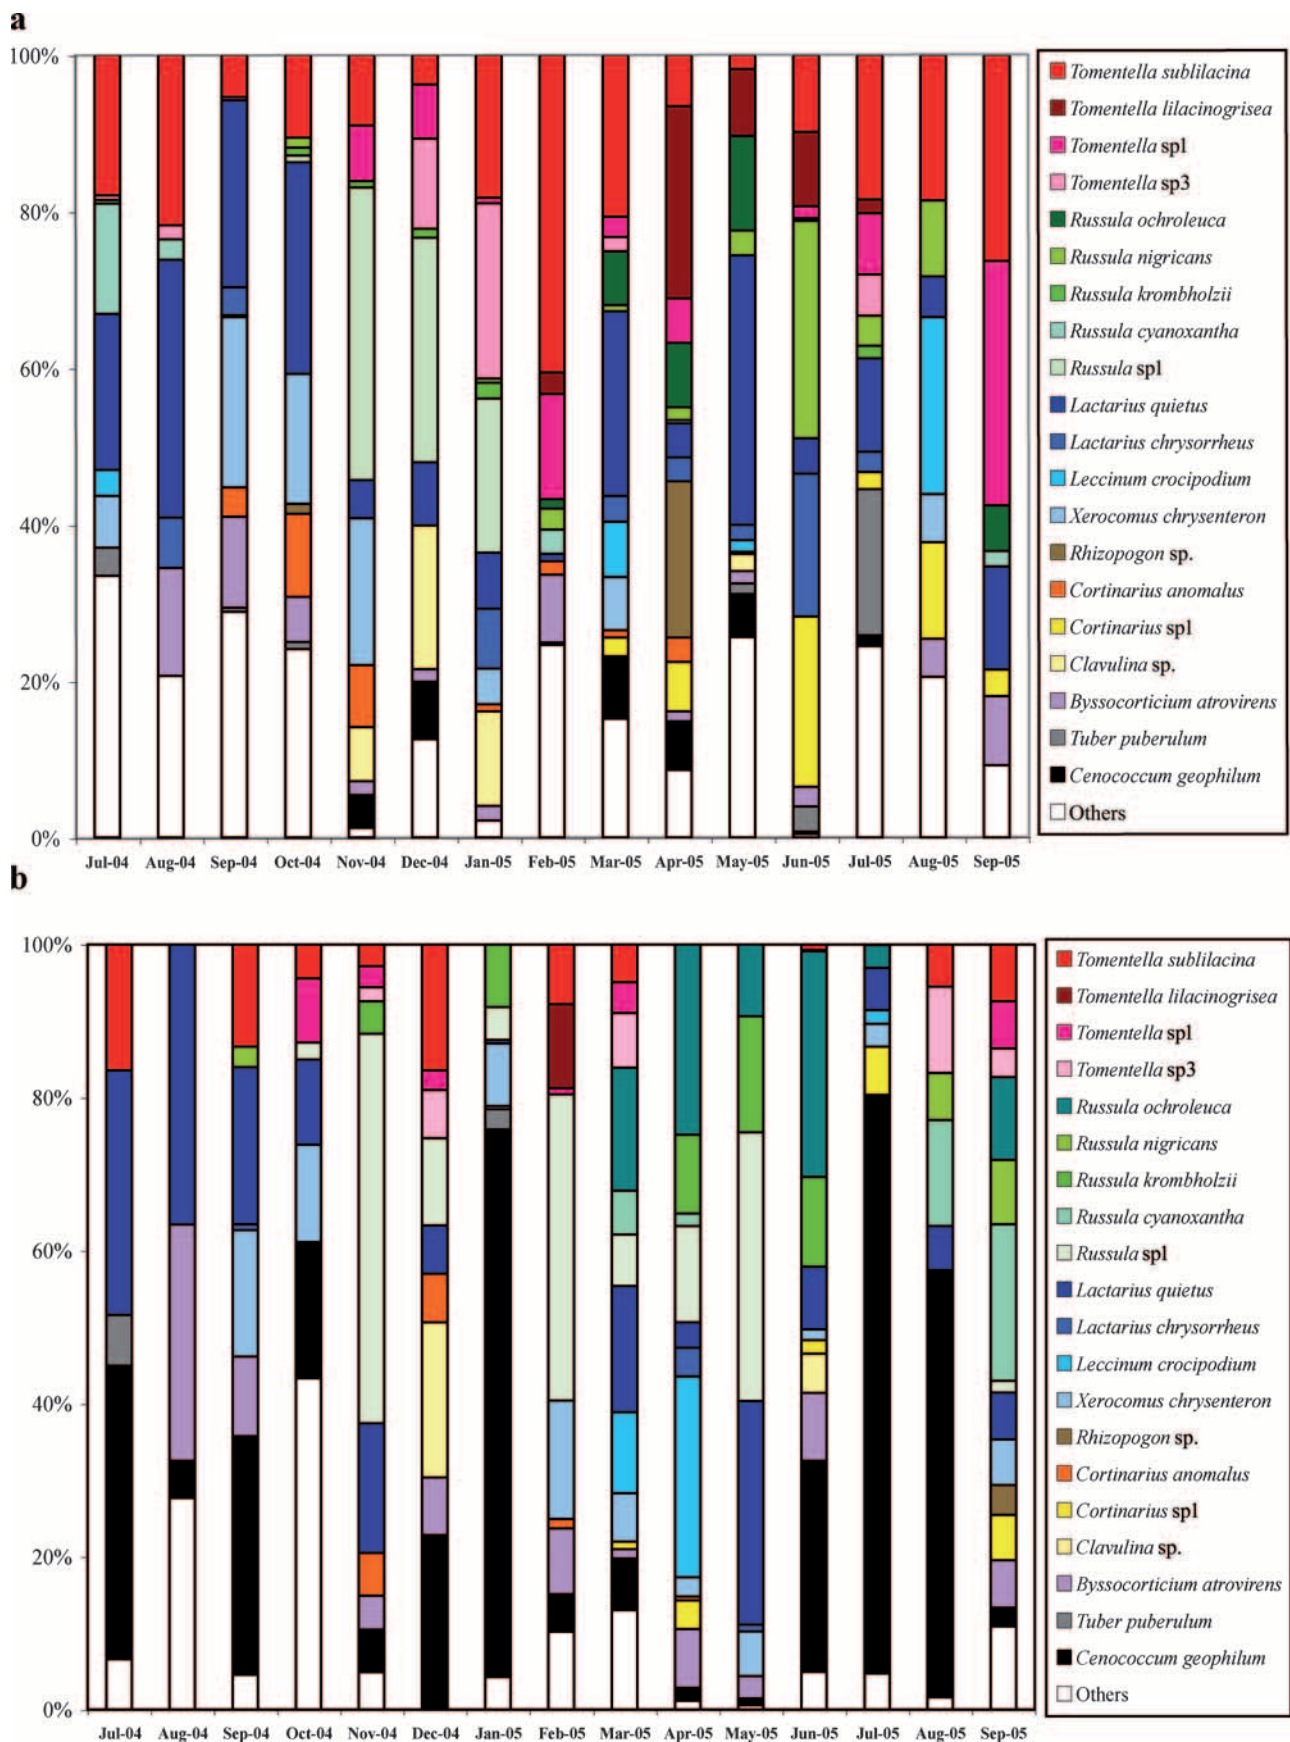 a
100%
80%
60%
40%
20%
0%
Jul-04 Aug-04 Sep-04 Oct-04 Nov-04 Dec-04 Jan-05 Feb-05 Mar-05 Apr-05 May-05 Jun-05 Jul-05 Aug-05 Sep-05
Tomentella sublilacina
Tomentella lilacinogrisea
Tomentella sp1
Tomentella sp3
Russula ochroleuca
Russula nigricans
Russula krombholzii
Russula cyanoxantha
Russula sp1
Lactarius quietus
Lactarius chrysorrheus
Leccinum crocipodium
Xerocomus chrysenteron
Rhizopogon sp.
Cortinarius anomalus
Cortinarius sp1
Clavulina sp.
Byssocorticium atrovirens
Tuber puberulum
Cenococcum geophilum
Others
b
100%
80%
60%
40%
20%
0%
Jul-04 Aug-04 Sep-04 Oct-04 Nov-04 Dec-04 Jan-05 Feb-05 Mar-05 Apr-05 May-05 Jun-05 Jul-05 Aug-05 Sep-05
Tomentella sublilacina
Tomentella lilacinogrisea
Tomentella sp1
Tomentella sp3
Russula ochroleuca
Russula nigricans
Russula krombholzii
Russula cyanoxantha
Russula sp1
Lactarius quietus
Lactarius chrysorrheus
Leccinum crocipodium
Xerocomus chrysenteron
Rhizopogon sp.
Cortinarius anomalus
Cortinarius sp1
Clavulina sp.
Byssocorticium atrovirens
Tuber puberulum
Cenococcum geophilum
Others